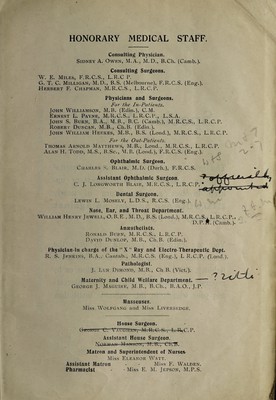 HONORARY MEDICAL STAFF.
Consulting Physician.
SIDNEY A. OWEN, M.A., M.D., B.Ch. (Camb.).
Consulting Surgeons.
W. E. MILES, F.R.C.S., L.R.C.P.
G. T. C. MILLIGAN, M.D., B.S. (Melbourne), F.R.C.S. (Eng.).
HERBERT F. CHAPMAN, M.R.C.S., L.R.C.P.
Physicians and Surgeons.
For the In-Patients.
JOHN WILLIAMSON, M.B. (Edin.), C.M.
ERNEST L. PAYNE, M.R.C.S., L.R.C.P., L.S.A.
JOHN S. BURN, B.A., M.B., B.C. (Camb.), M.R.C.S., L.R.C.P.
ROBERT DUNCAN, M.B., Ch.B. (Edin.).
JOHN WILLIAM HEEKES, M.B., B.S. (Lond.), M.R.C.S., L.R.C.P.
For the Out-Patients.
THOMAS ARNOLD MATTHEWS, M.B., Lond., M.R.C.S., L.R.C.P.
ALAN H. TODD, M.S., B.Sc., M.B. (Lond.), F.R.C.S. (Eng.).
Ophthalmic Surgeon.
CHARLES S. BLAIR, M.D. (Durh.), F.R.C.S.
Assistant Ophthalmic Surgeon.
C. J. LONGWORTH BLAIR, M.R.C.S., L.R.C.P. officially appointed
Dental Surgeon.
LEWIS L. MOSELY, L.D.S., R.C.S. (Eng.).
Nose, Ear, and Throat Department.
WILLIAM HENRY JEWELL, O.B.E., M.D., B.S. (Lond.), M.R.C.S., L.R.C.P.,
D.P.H. (Camb.)
Anæsthetists.
RONALD BODY, M.R.C.S., L.R.C.P.
DAVID DUNLOP, M.B., Ch.B. (Edin.).
Physician-in charge of the "X" Ray and Electro-Therapeutic Dept.
R. S. JENKINS, B.A., (Camb.), M.R.C.S. (Eng.), L.R.C.P. (Lond.).
Pathologist.
J. LUIS DIMOND, M.B., Ch.B. (Vict.).
Maternity and Child Welfare Department.
GEORGE J. MAGUIRE, M.B., B.Ch., B.A.O., J.P.
Masseuses.
Miss WOLFGANG and Miss LIVERSIDGE.
House Surgeon.
Assistant House Surgeon.
Matron and Superintendent of Nurses.
Miss ELEANOR WATT.
Assistant Matron Miss F. WALDEN.
Pharmacist Miss E. M. JEPSON, M.P.S.